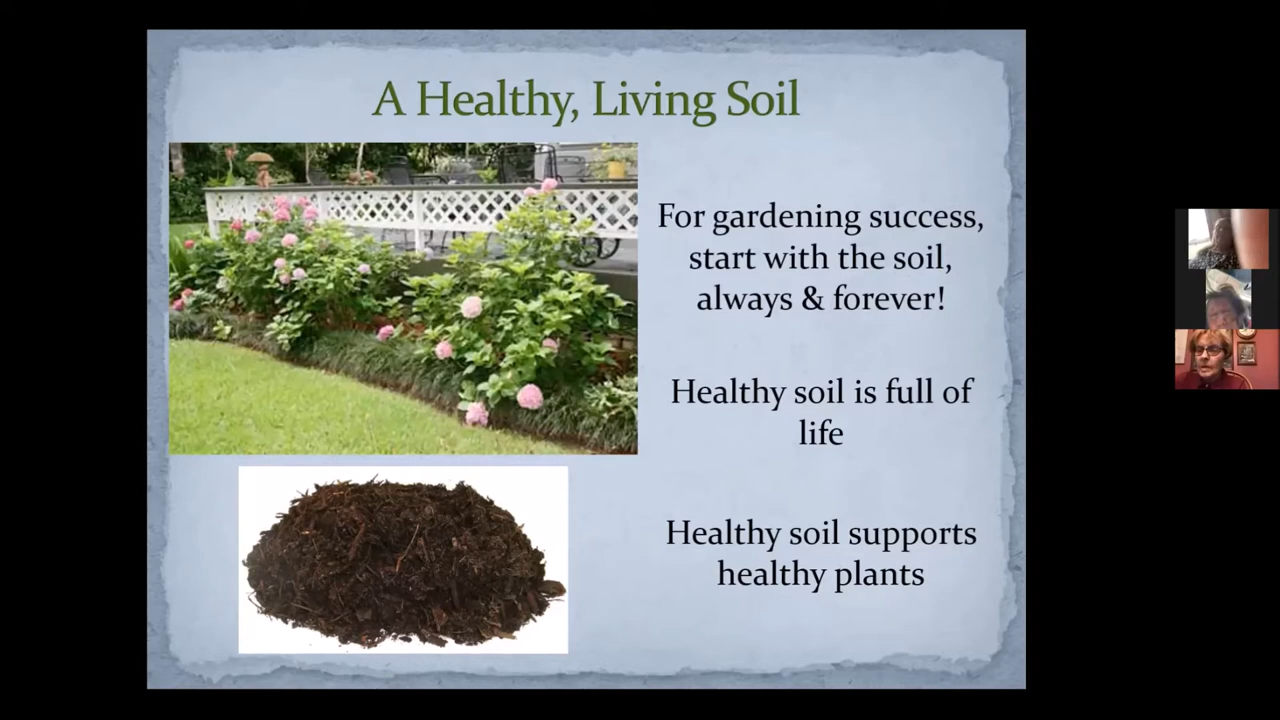 A Healthy, Living Soil
For gardening success,
start with the soil,
always & forever!
Healthy soil is full of
life
Healthy soil supports
healthy plants